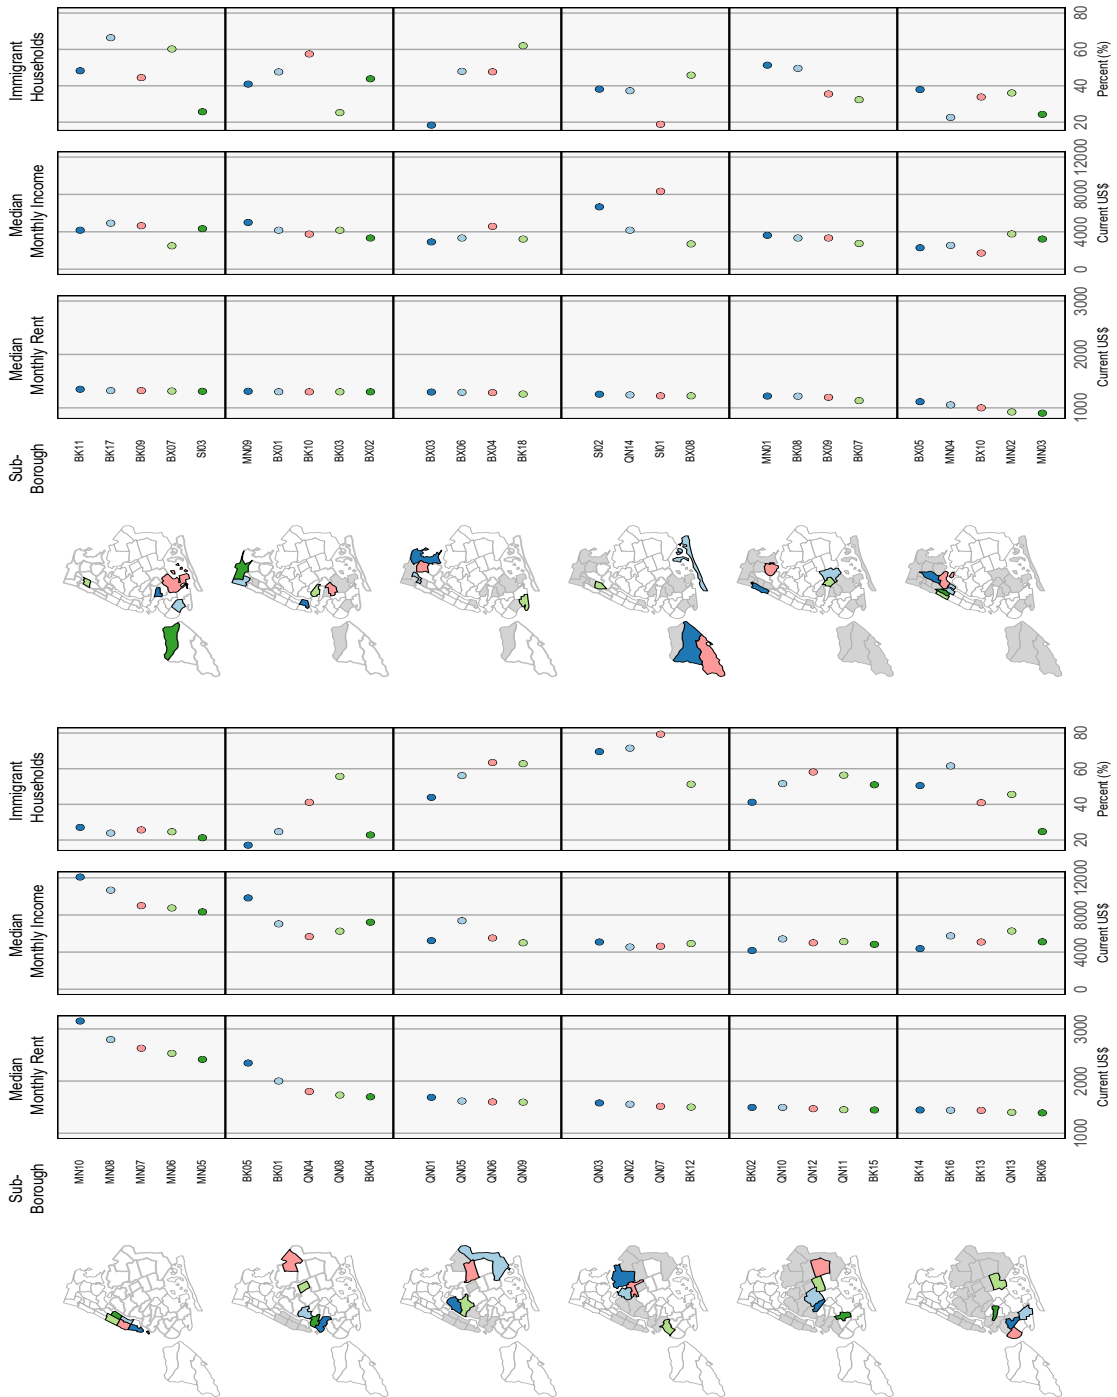 Sub-
Borough
Median
Monthly Rent
Median
Monthly Income
Immigrant
Households
MN10
MN08
MN07
MN06
MN05
BK05
BK01
QN04
QN08
BK04
QN01
QN05
QN06
QN09
QN03
QN02
QN07
BK12
BK02
QN10
QN12
QN11
BK15
BK14
BK16
BK13
QN13
BK06
1000 2000 3000
Current US$
0 4000 8000 12000
Current US$
20 40 60 80
Percent (%)
Sub-
Borough
Median
Monthly Rent
Median
Monthly Income
Immigrant
Households
BK11
BK17
BK09
BX07
SI03
MN09
BX01
BK10
BK03
BX02
BX03
BX06
BX04
BK18
SI02
QN14
SI01
BX08
MN01
BK08
BX09
BK07
BX05
MN04
BX10
MN02
MN03
1000 2000 3000
Current US$
0 4000 8000 12000
Current US$
20 40 60 80
Percent (%)